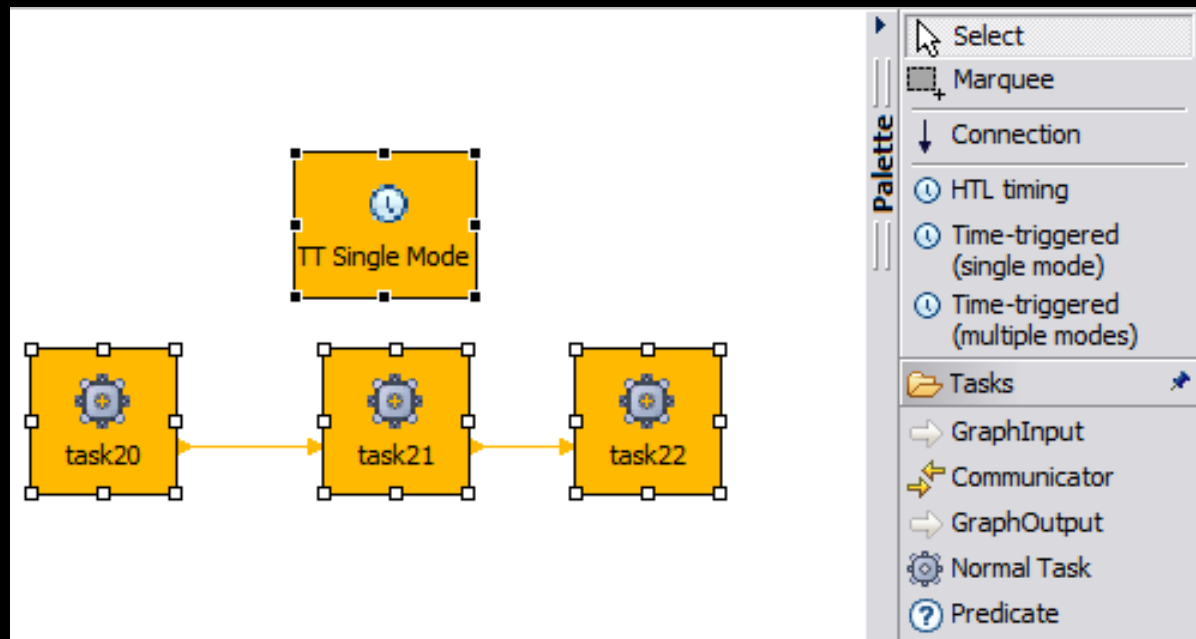 TT Single Mode
task20
task21
task22
Palette
Select
Marquee
Connection
HTL timing
Time-triggered
(single mode)
Time-triggered
(multiple modes)
Tasks
GraphInput
Communicator
GraphOutput
Normal Task
Predicate